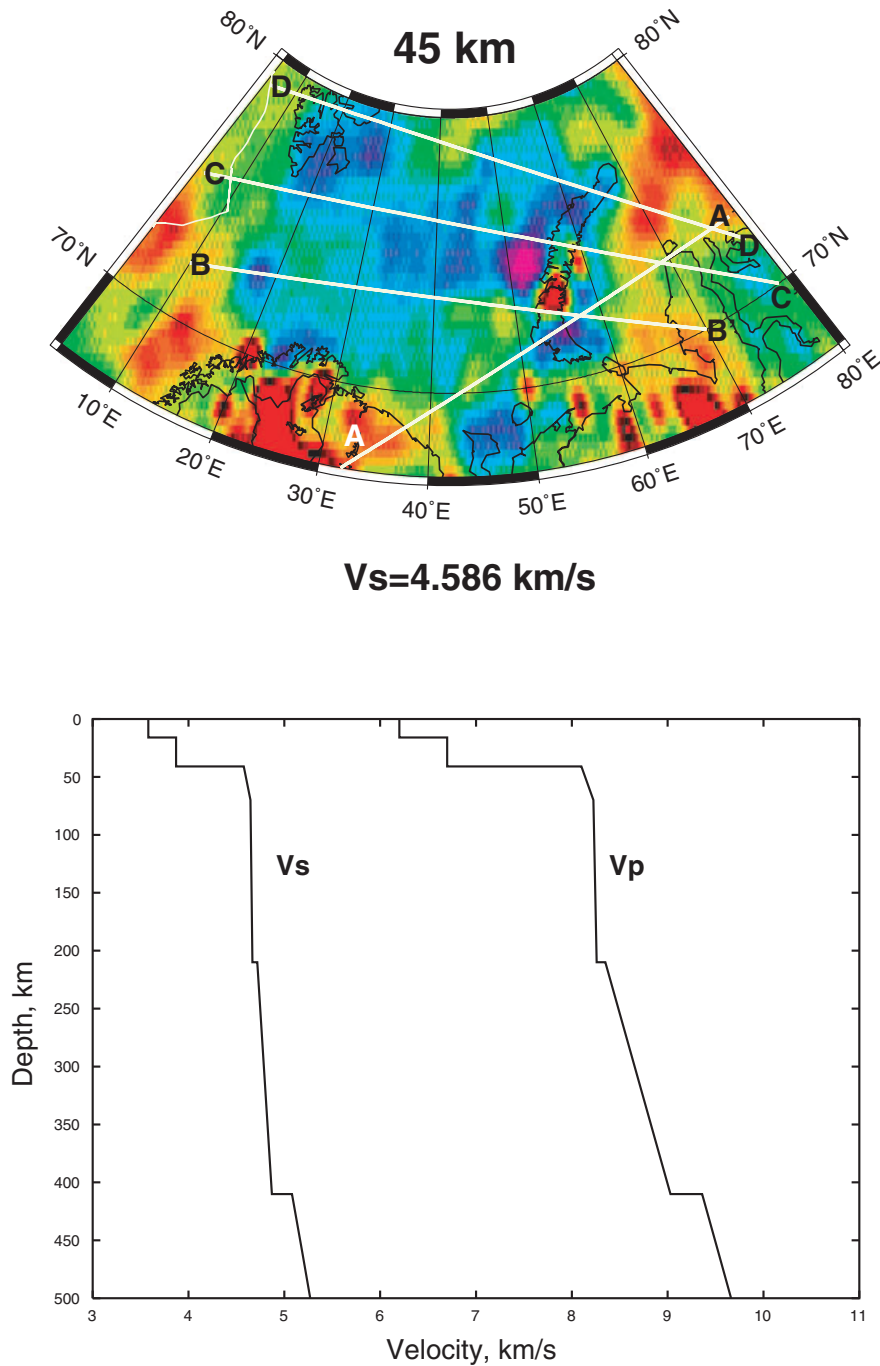 80˚N
80˚N
45 km
D
C
A
D
B
70˚N
70˚N
C
B
A
10˚E
80˚E
20˚E
70˚E
30˚E
60˚E
40˚E
50˚E
Vs=4.586 km/s
0
50
100
Vs
Vp
150
200
250
300
350
400
450
500
Depth, km
3
4
5
6
7
8
9
10
11
Velocity, km/s